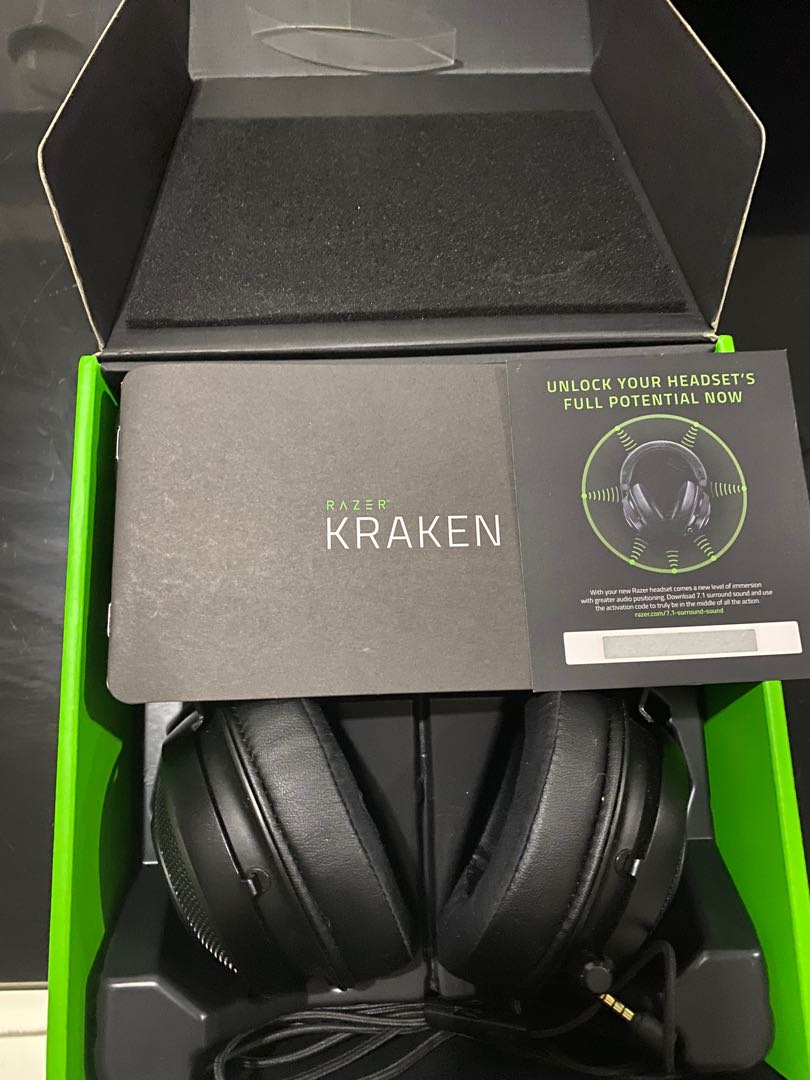 RAZER™
KRAKEN
UNLOCK YOUR HEADSET'S
FULL POTENTIAL NOW
With your new Razer headset comes a new level of immersion
with greater audio positioning. Download 7.1 surround sound and use
the activation code to truly be in the middle of all the action.
razer.com/7.1-surround-sound